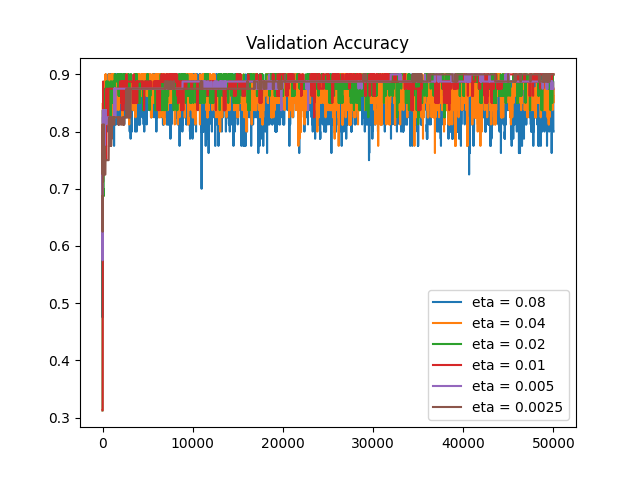 Validation Accuracy
0.9
0.8
0.7
0.6
0.5
0.4
0.3
0 10000 20000 30000 40000 50000
eta = 0.08
eta = 0.04
eta = 0.02
eta = 0.01
eta = 0.005
eta = 0.0025